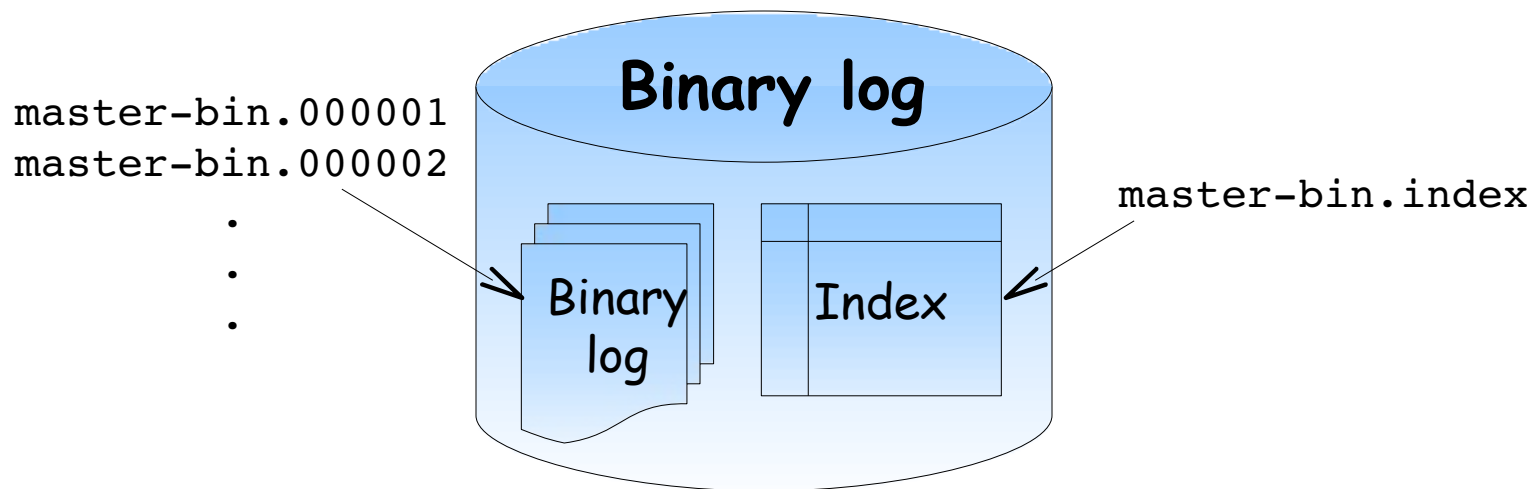 Binary log
master-bin.000001
master-bin.000002
.
.
.
master-bin.index
Binary
log
Index